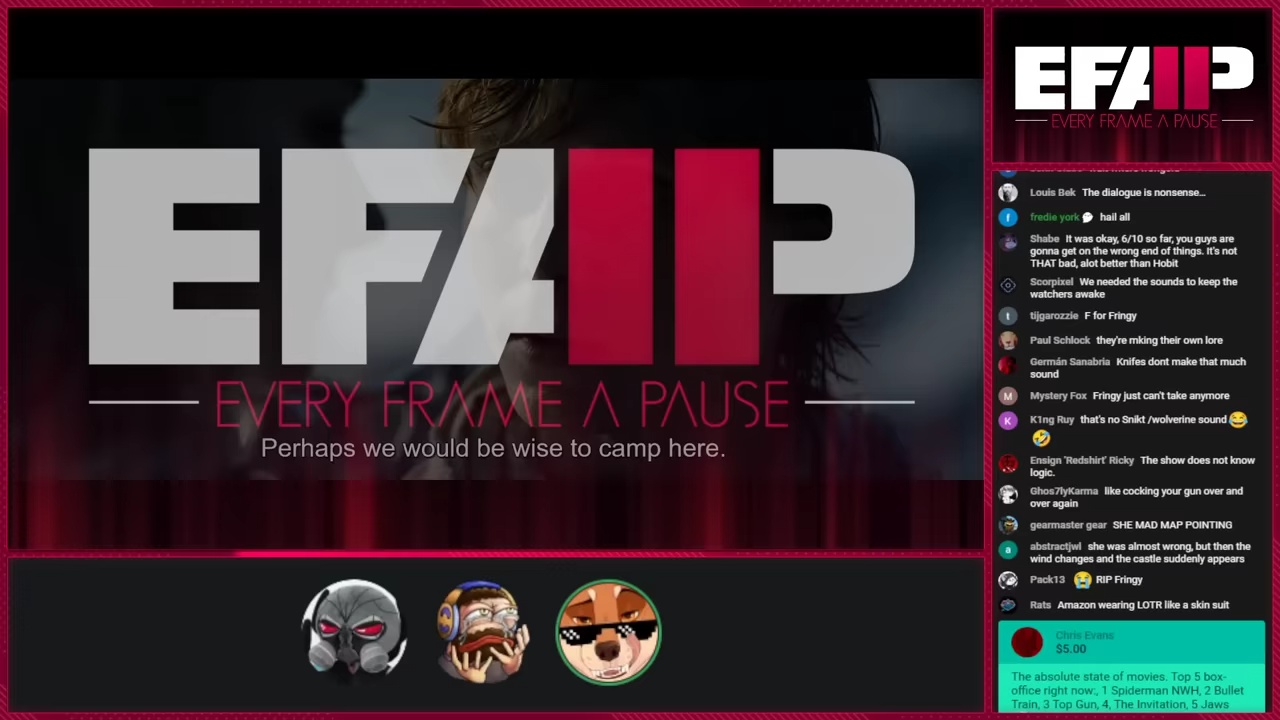 EFAP
EVERY FRAME A PAUSE
Perhaps we would be wise to camp here.
EFAP
EVERY FRAME A PAUSE
Louis Bek The dialogue is nonsense...
fredie york hail all
Shabe It was okay, 6/10 so far, you guys are
gonna get on the wrong end of things. It's not
THAT bad, alot better than Hobit
Scorpixel We needed the sounds to keep the
watchers awake
tijgarozzie F for Fringy
Paul Schlock they're mking their own lore
Germán Sanabria Knifes dont make that much
sound
Mystery Fox Fringy just can't take anymore
K1ng Ruy that's no Snikt /wolverine sound😂
🤣
Ensign 'Redshirt' Ricky The show does not know
logic.
Ghos7lyKarma like cocking your gun over and
over again
gearmaster gear SHE MAD MAP POINTING
abstractjwl she was almost wrong, but then the
wind changes and the castle suddenly appears
Pack13 😭 RIP Fringy
Rats Amazon wearing LOTR like a skin suit
Chris Evans
$5.00
The absolute state of movies. Top 5 box-
office right now:, 1 Spiderman NWH, 2 Bullet
Train, 3 Top Gun, 4, The Invitation, 5 Jaws